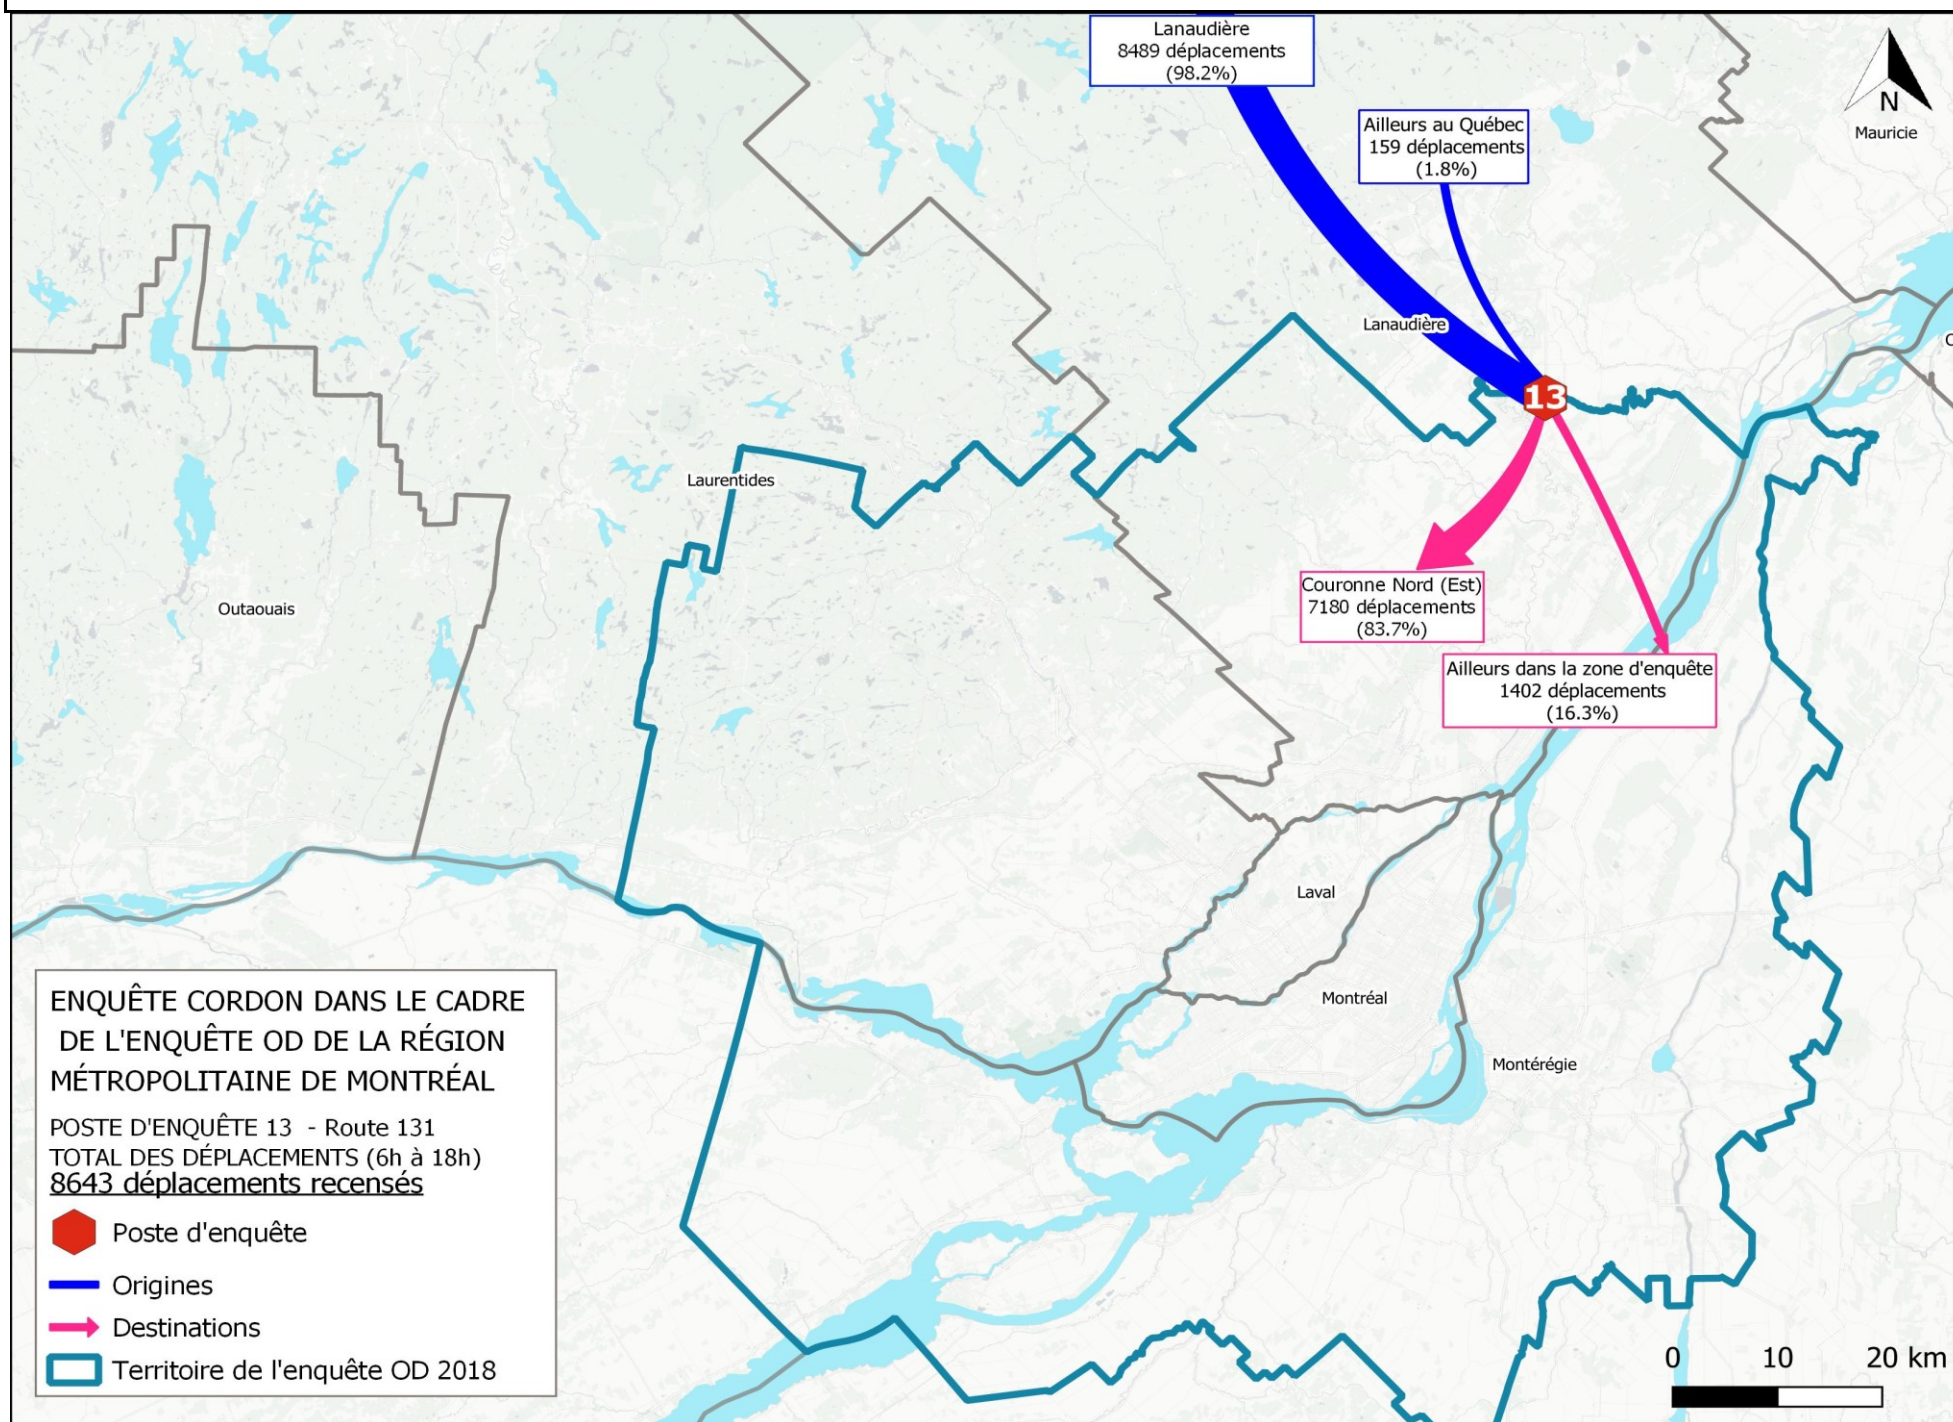 Lanaudière
8489 déplacements
(98.2%)
Ailleurs au Québec
159 déplacements
(1.8%)
N
Mauricie
Lanaudière
13
Laurentides
Outaouais
Couronne Nord (Est)
7180 déplacements
(83.7%)
Ailleurs dans la zone d'enquête
1402 déplacements
(16.3%)
Laval
Montréal
Montérégie
ENQUÊTE CORDON DANS LE CADRE
DE L'ENQUÊTE OD DE LA RÉGION
MÉTROPOLITAINE DE MONTRÉAL
POSTE D'ENQUÊTE 13 - Route 131
TOTAL DES DÉPLACEMENTS (6h à 18h)
8643 déplacements recensés
Poste d'enquête
Origines
Destinations
Territoire de l'enquête OD 2018
0 10 20 km